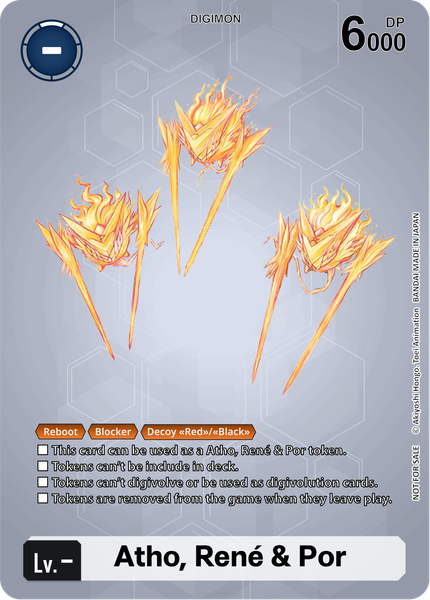 DIGIMON
DP
6000
-
Reboot Blocker Decoy «Red»/«Black»
☐ This card can be used as a Atho, René & Por token.
☐ Tokens can't be include in deck.
☐ Tokens can't digivolve or be used as digivolution cards.
☐ Tokens are removed from the game when they leave play.
Lv.-
Atho, René & Por
© Akiyoshi Hongo, Toei Animation BANDAI MADE IN JAPAN
NOT FOR SALE